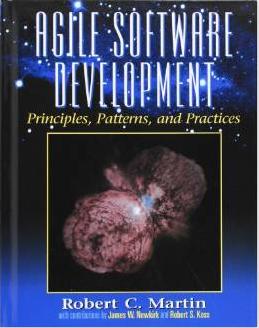 AGILE SOFTWARE
DEVELOPMENT
Principles, Patterns, and Practices
Robert C. Martin
with contributions by James W. Newkirk and Robert S. Koss